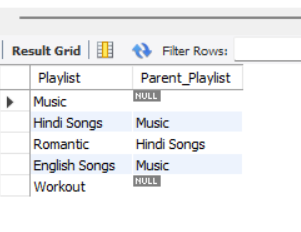 Result Grid Filter Rows:
Playlist Parent_Playlist
Music NULL
Hindi Songs Music
Romantic Hindi Songs
English Songs Music
Workout NULL